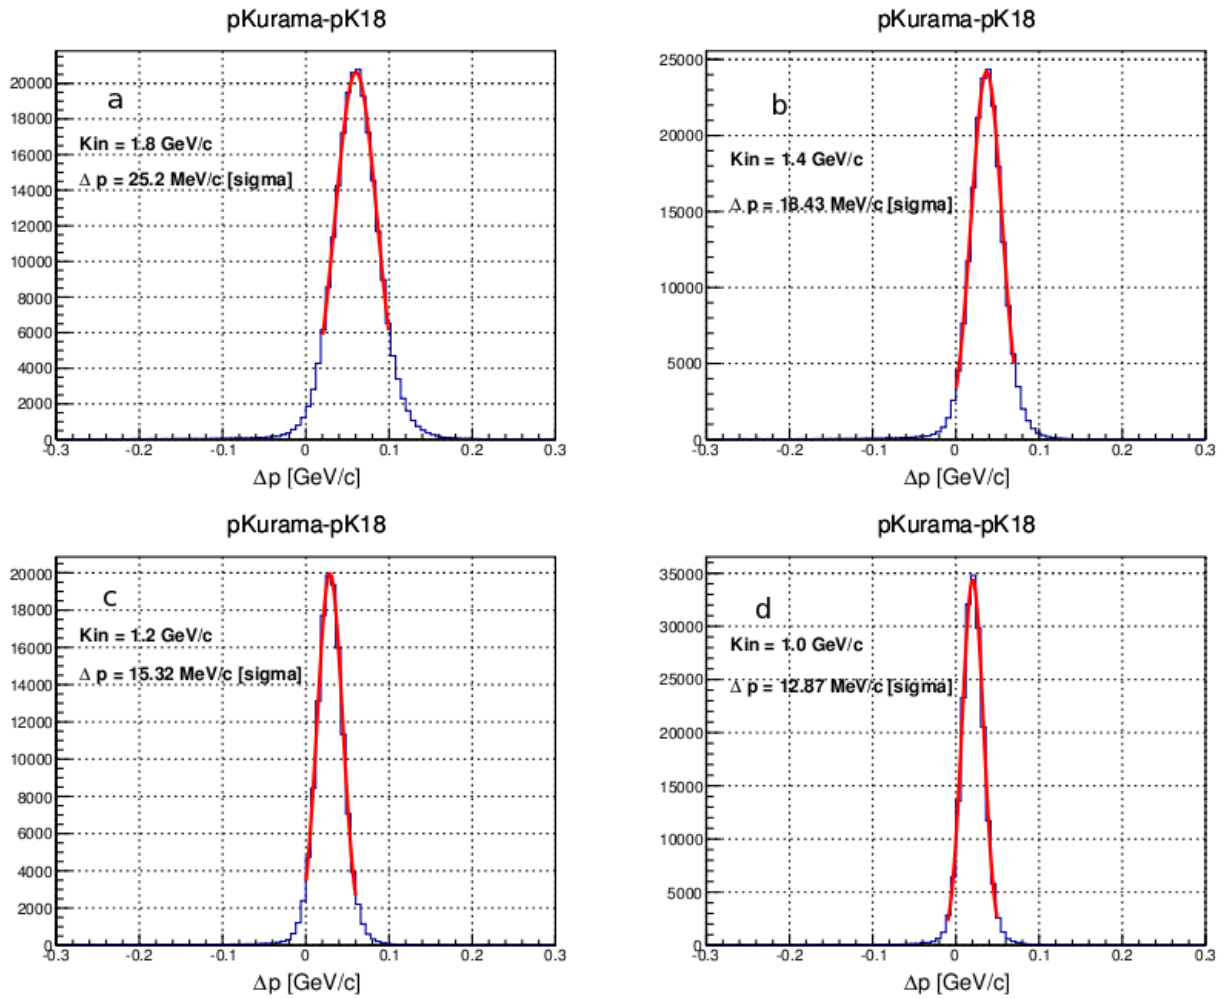 pKurama-pK18
20000
18000
16000
14000
12000
10000
8000
6000
4000
2000
0
a
Kin = 1.8 GeV/c
Δ p = 25.2 MeV/c [sigma]
-0.3 -0.2 -0.1 0 0.1 0.2 0.3
Δp [GeV/c]
pKurama-pK18
25000
20000
15000
10000
5000
0
b
Kin = 1.4 GeV/c
Δ p = 18.43 MeV/c [sigma]
-0.3 -0.2 -0.1 0 0.1 0.2 0.3
Δp [GeV/c]
pKurama-pK18
20000
18000
16000
14000
12000
10000
8000
6000
4000
2000
0
c
Kin = 1.2 GeV/c
Δ p = 15.32 MeV/c [sigma]
-0.3 -0.2 -0.1 0 0.1 0.2 0.3
Δp [GeV/c]
pKurama-pK18
35000
30000
25000
20000
15000
10000
5000
0
d
Kin = 1.0 GeV/c
Δ p = 12.87 MeV/c [sigma]
-0.3 -0.2 -0.1 0 0.1 0.2 0.3
Δp [GeV/c]